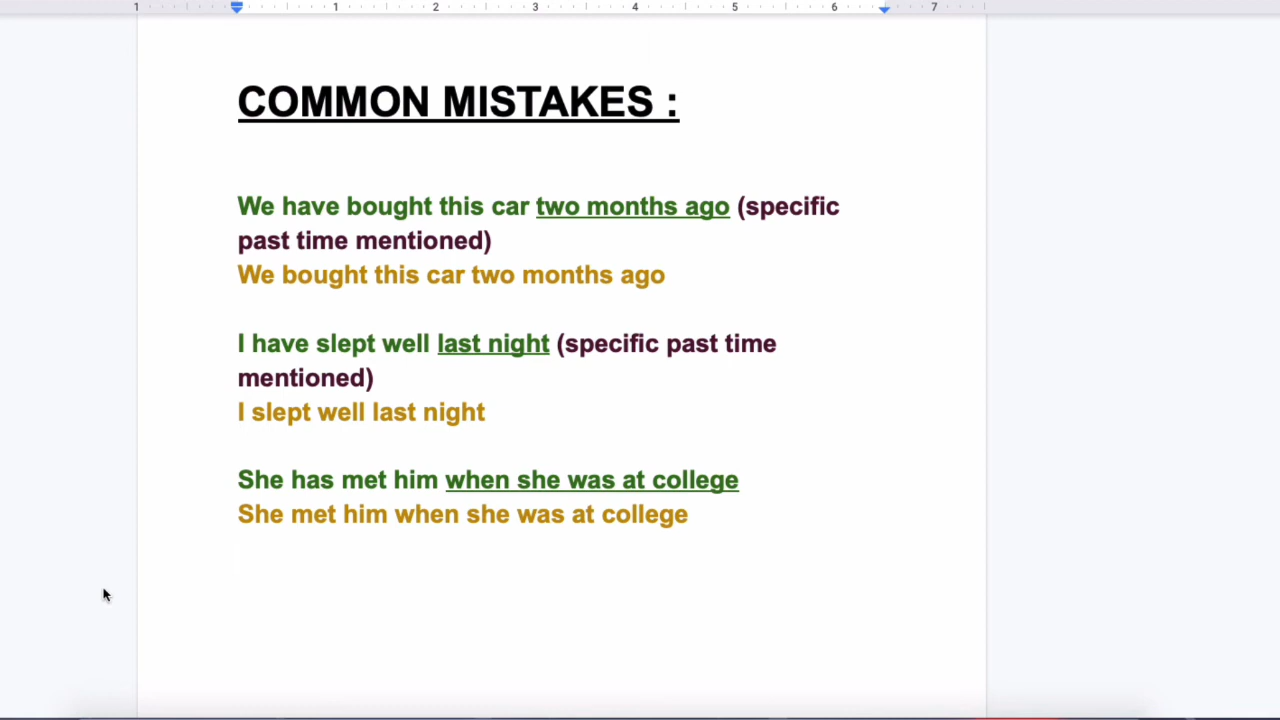 1 1 2 3 4 5 6 7
COMMON MISTAKES :
We have bought this car two months ago (specific
past time mentioned)
We bought this car two months ago
I have slept well last night (specific past time
mentioned)
I slept well last night
She has met him when she was at college
She met him when she was at college